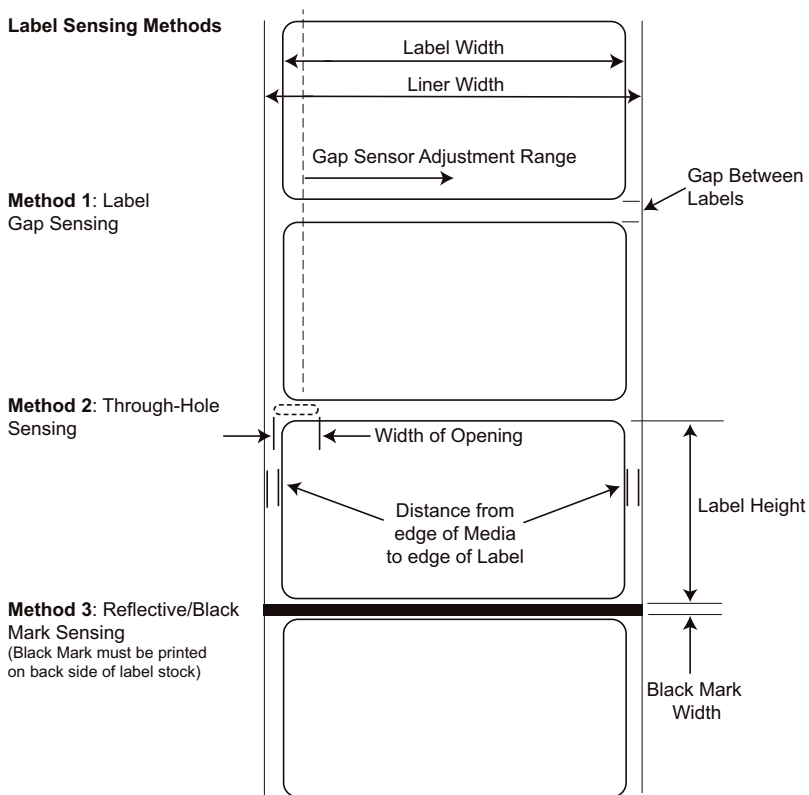 Label Sensing Methods
Label Width
Liner Width
Gap Sensor Adjustment Range
Gap Between
Labels
Method 1: Label
Gap Sensing
Method 2: Through-Hole
Sensing
Width of Opening
Distance from
edge of Media
to edge of Label
Label Height
Method 3: Reflective/Black
Mark Sensing
(Black Mark must be printed
on back side of label stock)
Black Mark
Width